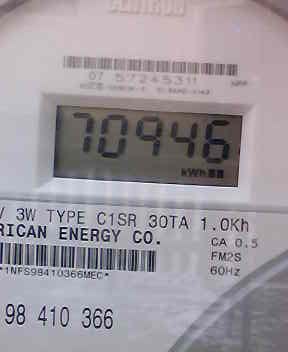 CENTRON
07 57245311
70946
kWh
V 3W TYPE C1SR 30TA 1.0Kh
RICAN ENERGY CO. CA 0.5
FM2S
*1NFS98410366MEC* 60Hz
98 410 366